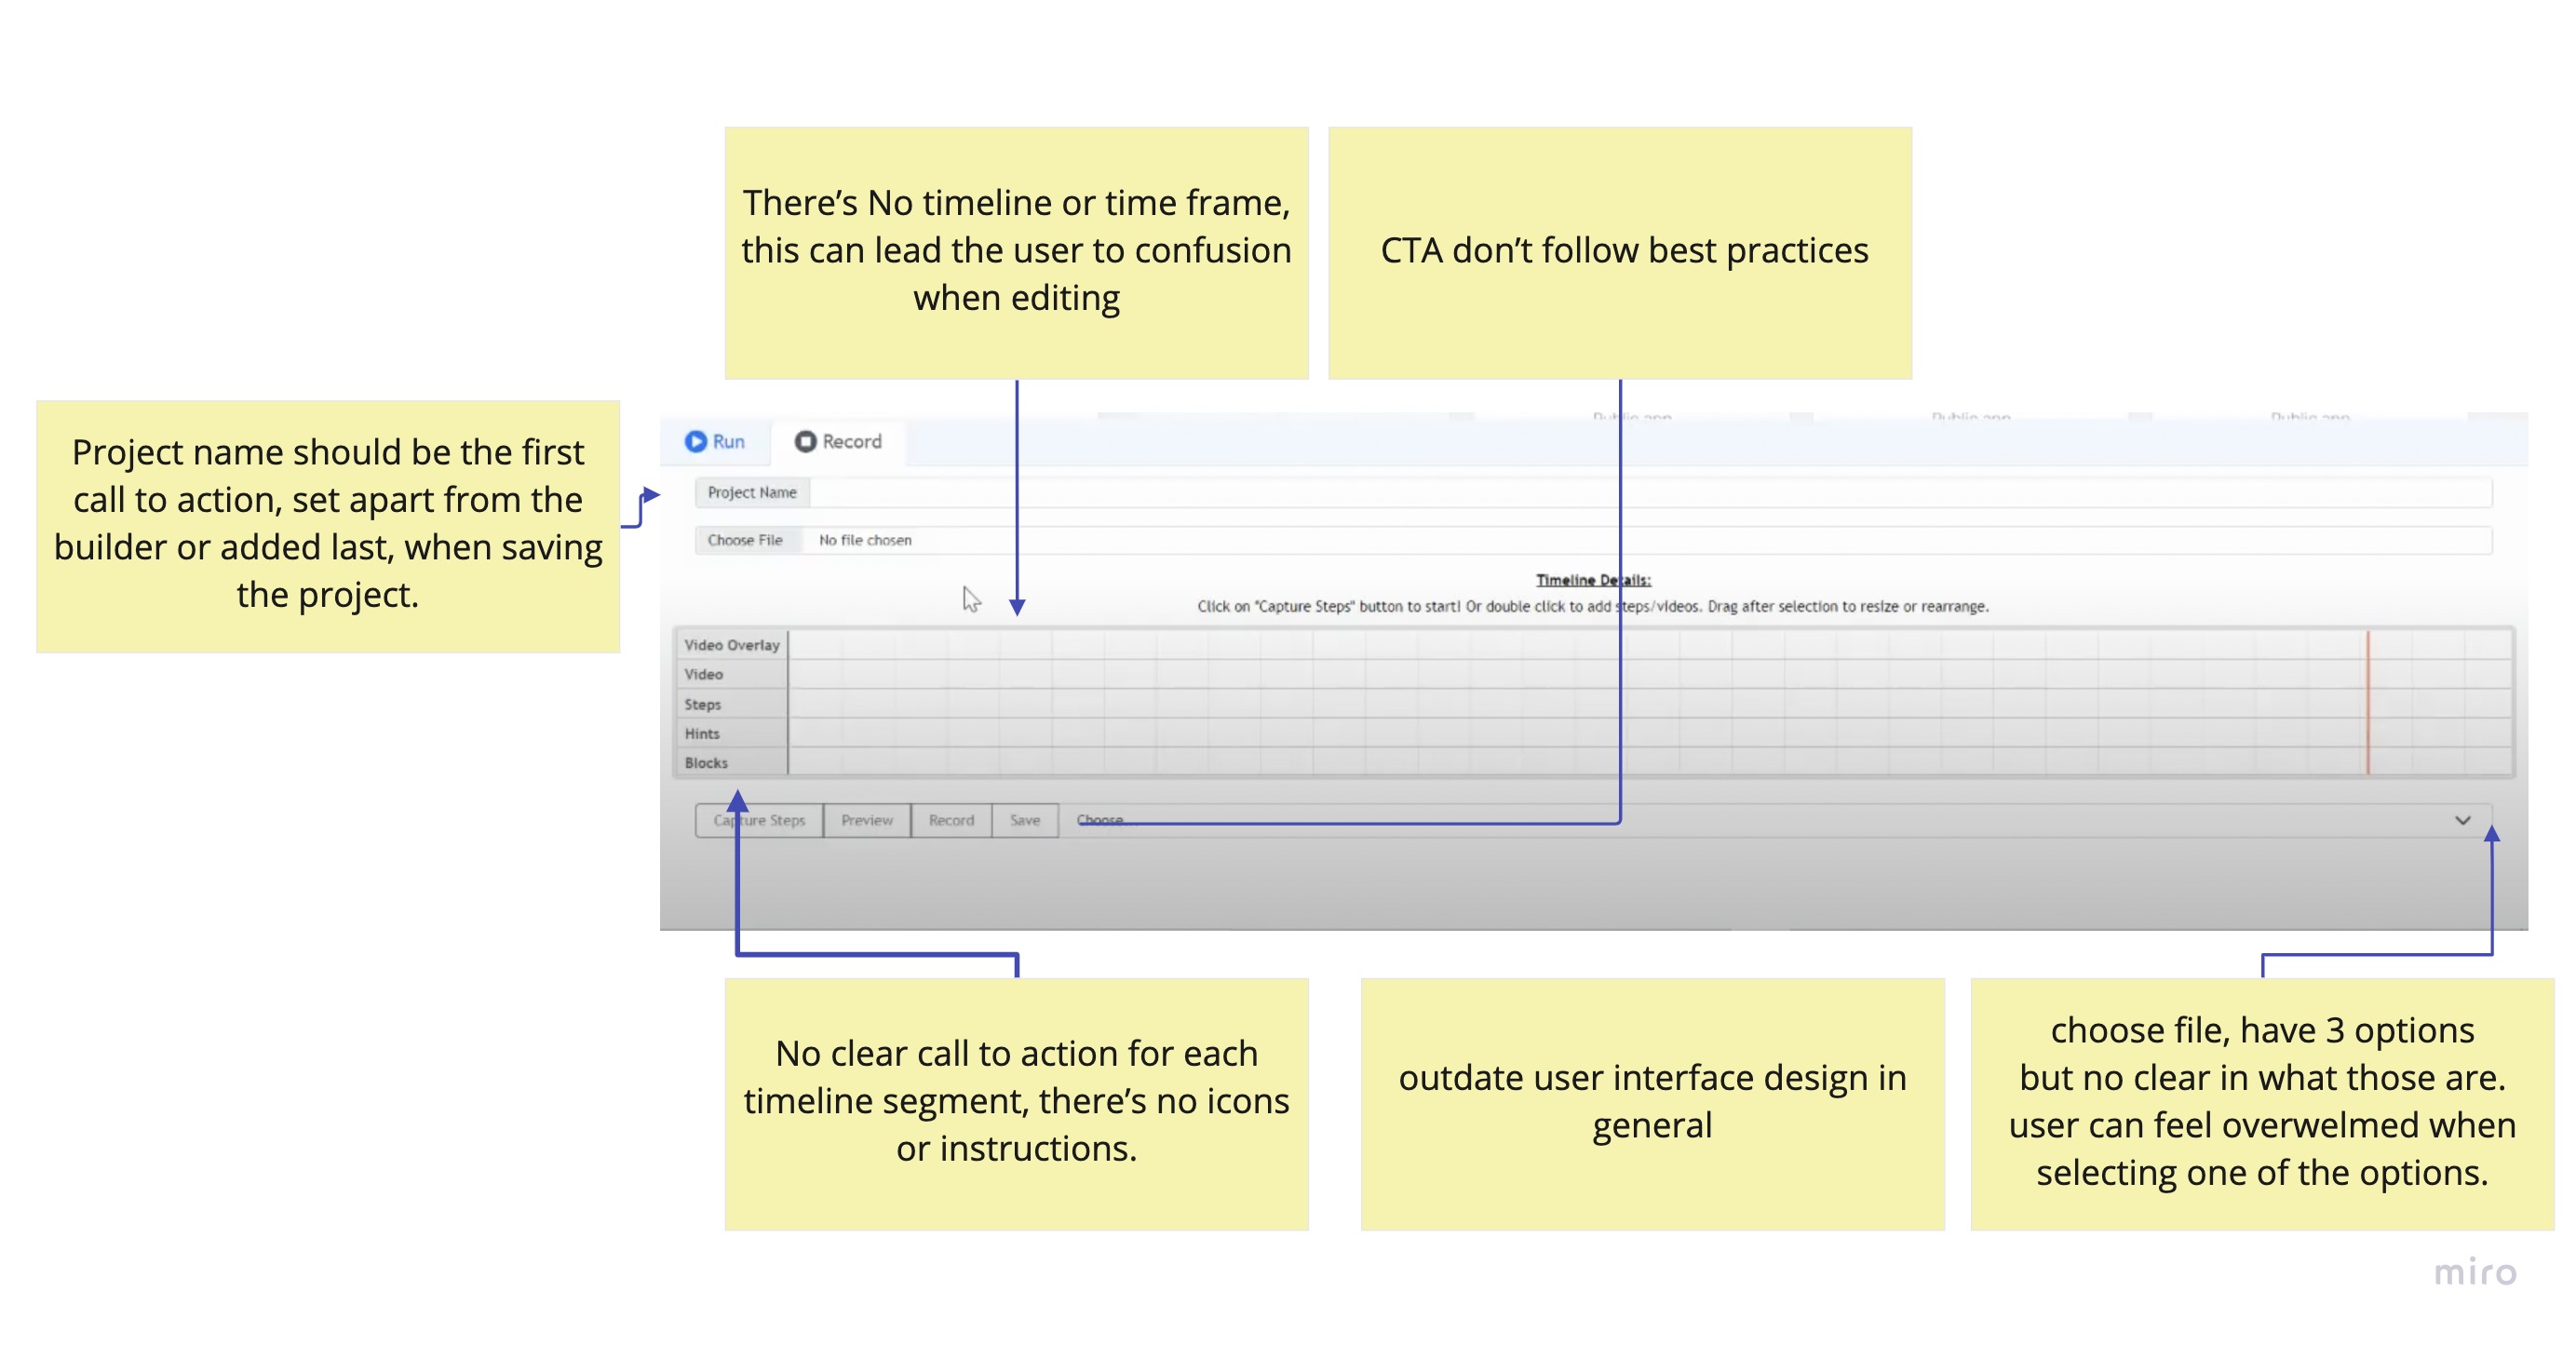 There’s No timeline or time frame,
this can lead the user to confusion
when editing
CTA don’t follow best practices
Project name should be the first
call to action, set apart from the
builder or added last, when saving
the project.
Public app
Public app
Public app
Run
Record
Project Name
Choose File
No file chosen
Timeline Details:
Click on "Capture Steps" button to start! Or double click to add steps/videos. Drag after selection to resize or rearrange.
Video Overlay
Video
Steps
Hints
Blocks
Capture Steps
Preview
Record
Save
Choose...
No clear call to action for each
timeline segment, there’s no icons
or instructions.
outdate user interface design in
general
choose file, have 3 options
but no clear in what those are.
user can feel overwelmed when
selecting one of the options.
miro